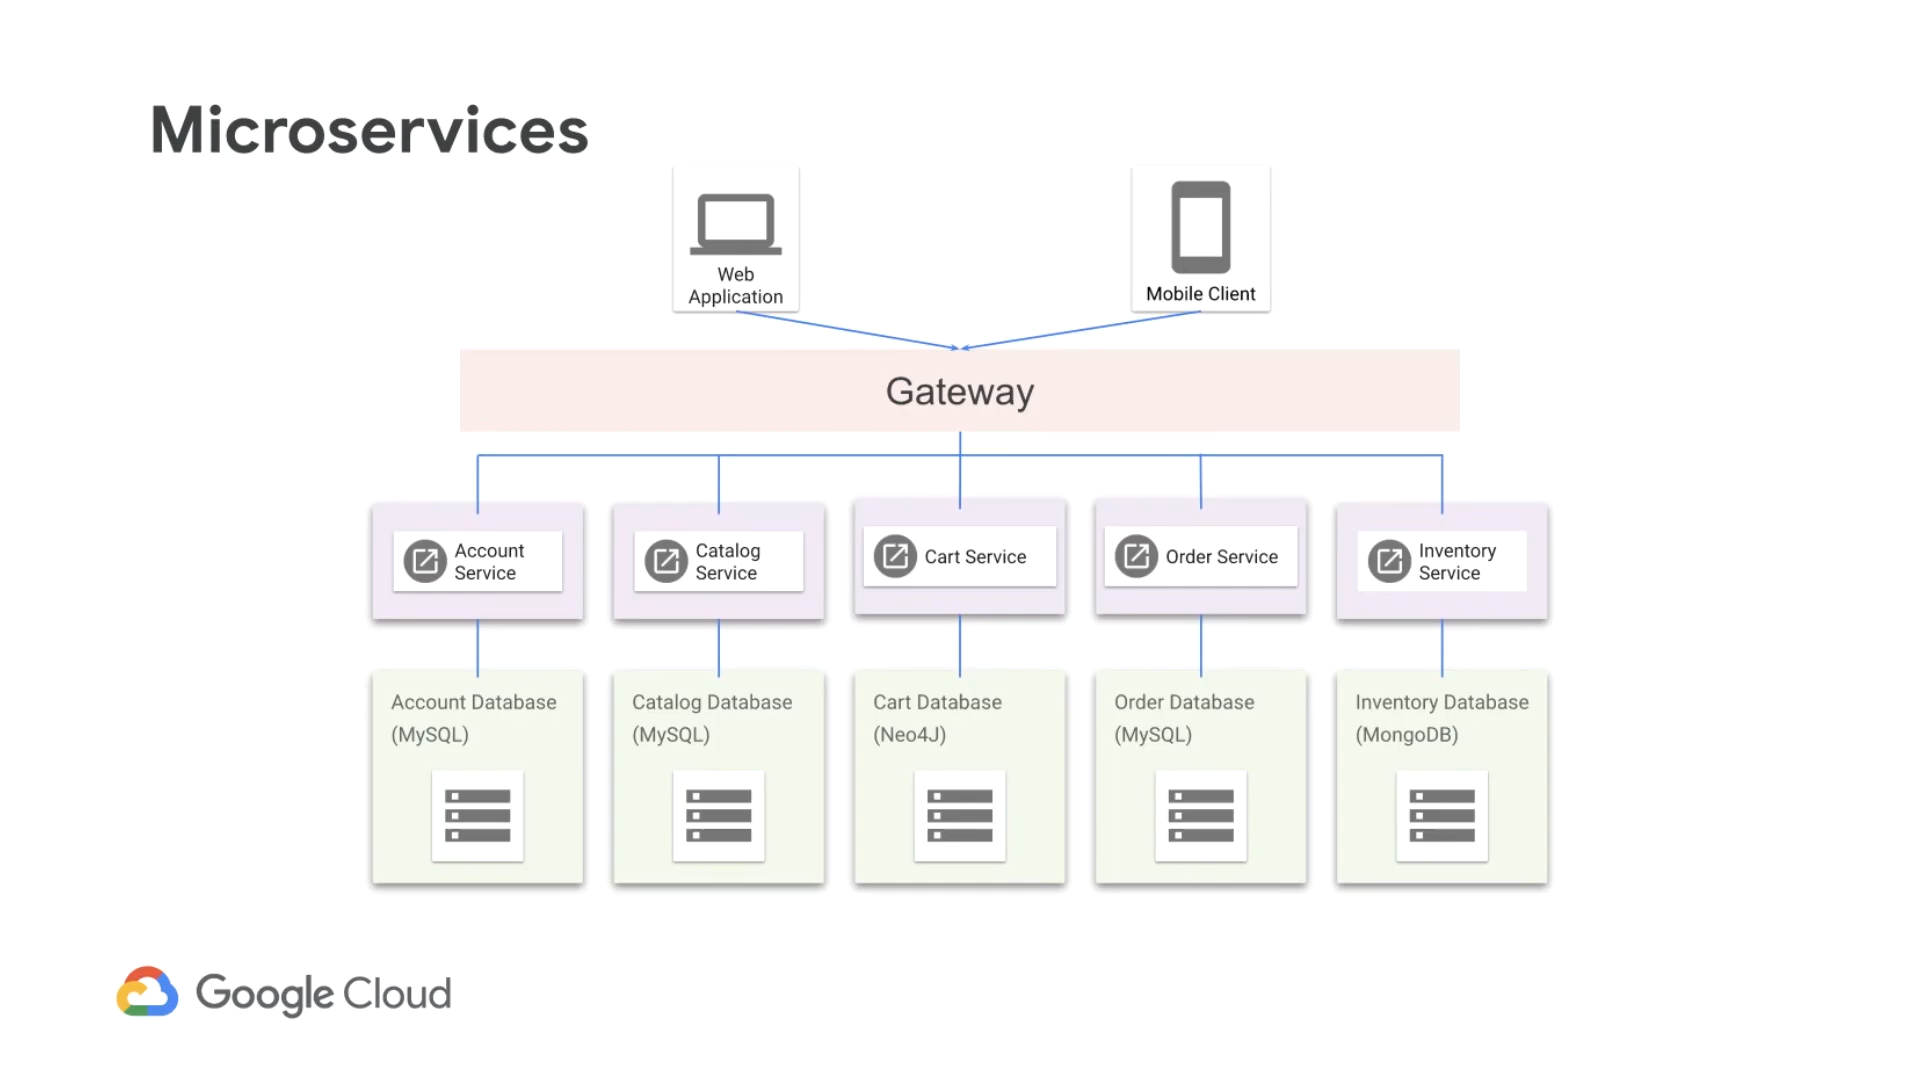 Microservices
Web
Application
Mobile Client
Gateway
Account
Service
Catalog
Service
Cart Service
Order Service
Inventory
Service
Account Database
(MySQL)
Catalog Database
(MySQL)
Cart Database
(Neo4J)
Order Database
(MySQL)
Inventory Database
(MongoDB)
Google Cloud